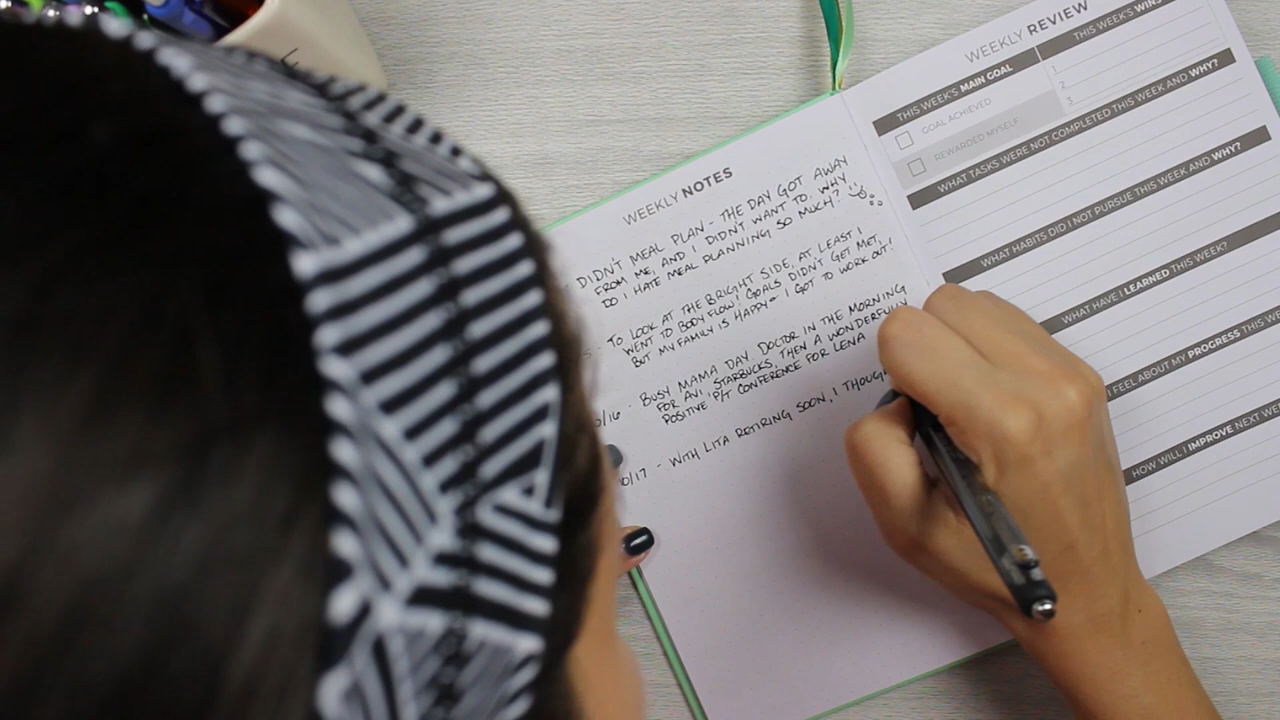 WEEKLY NOTES
DIDN'T MEAL PLAN - THE DAY GOT AWAY
FROM ME, AND I DIDN'T WANT TO. WHY
DO I HATE MEAL PLANNING SO MUCH?
- TO LOOK AT THE BRIGHT SIDE, AT LEAST I
WENT TO BODY FLOW! GOALS DIDN'T GET MET,
BUT MY FAMILY IS HAPPY + I GOT TO WORK OUT!
0/16 - BUSY MAMA DAY. DOCTOR IN THE MORNING
FOR AVI, STARBUCKS, THEN A WONDERFULLY
POSITIVE P/T CONFERENCE FOR LENA
0/17 - WITH LITA RETIRING SOON, I THOUG
WEEKLY REVIEW
THIS WEEK'S MAIN GOAL
GOAL ACHIEVED
REWARDED MYSELF
THIS WEEK'S WINS
1
2
3
WHAT TASKS WERE NOT COMPLETED THIS WEEK AND WHY?
WHAT HABITS DID I NOT PURSUE THIS WEEK AND WHY?
WHAT HAVE I LEARNED THIS WEEK?
I FEEL ABOUT MY PROGRESS THIS WE
HOW WILL I IMPROVE NEXT WE